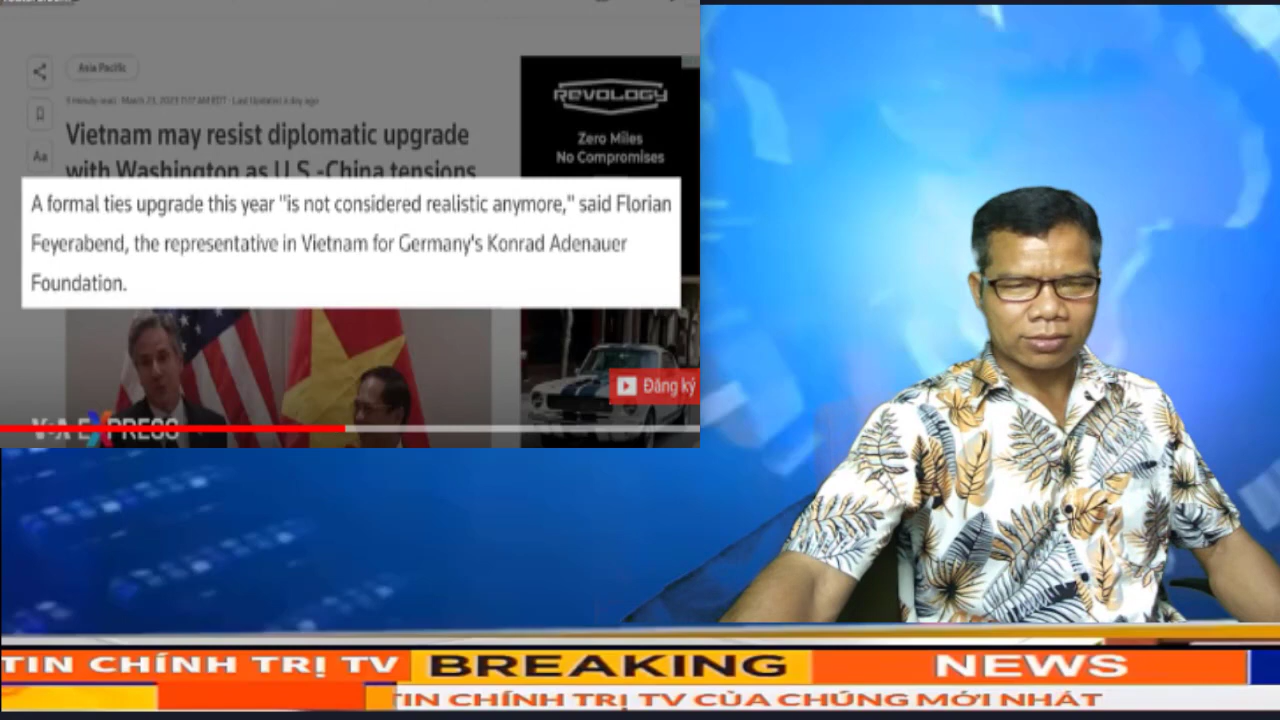 Asia Pacific
Vietnam may resist diplomatic upgrade
with Washington as U.S.-China tensions
A formal ties upgrade this year "is not considered realistic anymore," said Florian
Feyerabend, the representative in Vietnam for Germany's Konrad Adenauer
Foundation.
Aa
REVOLOGY
Zero Miles
No Compromises
Đăng ký
VOA EXPRESS
TIN CHÍNH TRỊ TV
BREAKING
NEWS
TIN CHÍNH TRỊ TV CỦA CHÚNG MỚI NHẤT